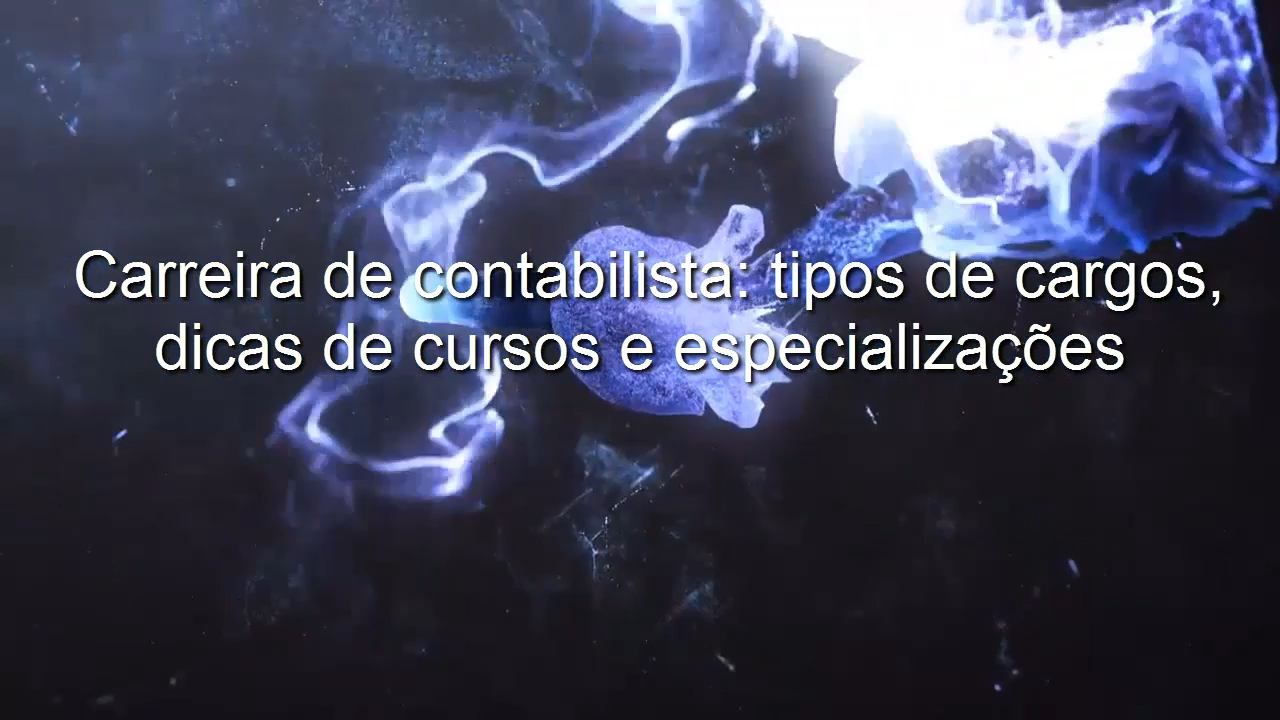 Carreira de contabilista: tipos de cargos,
dicas de cursos e especializações